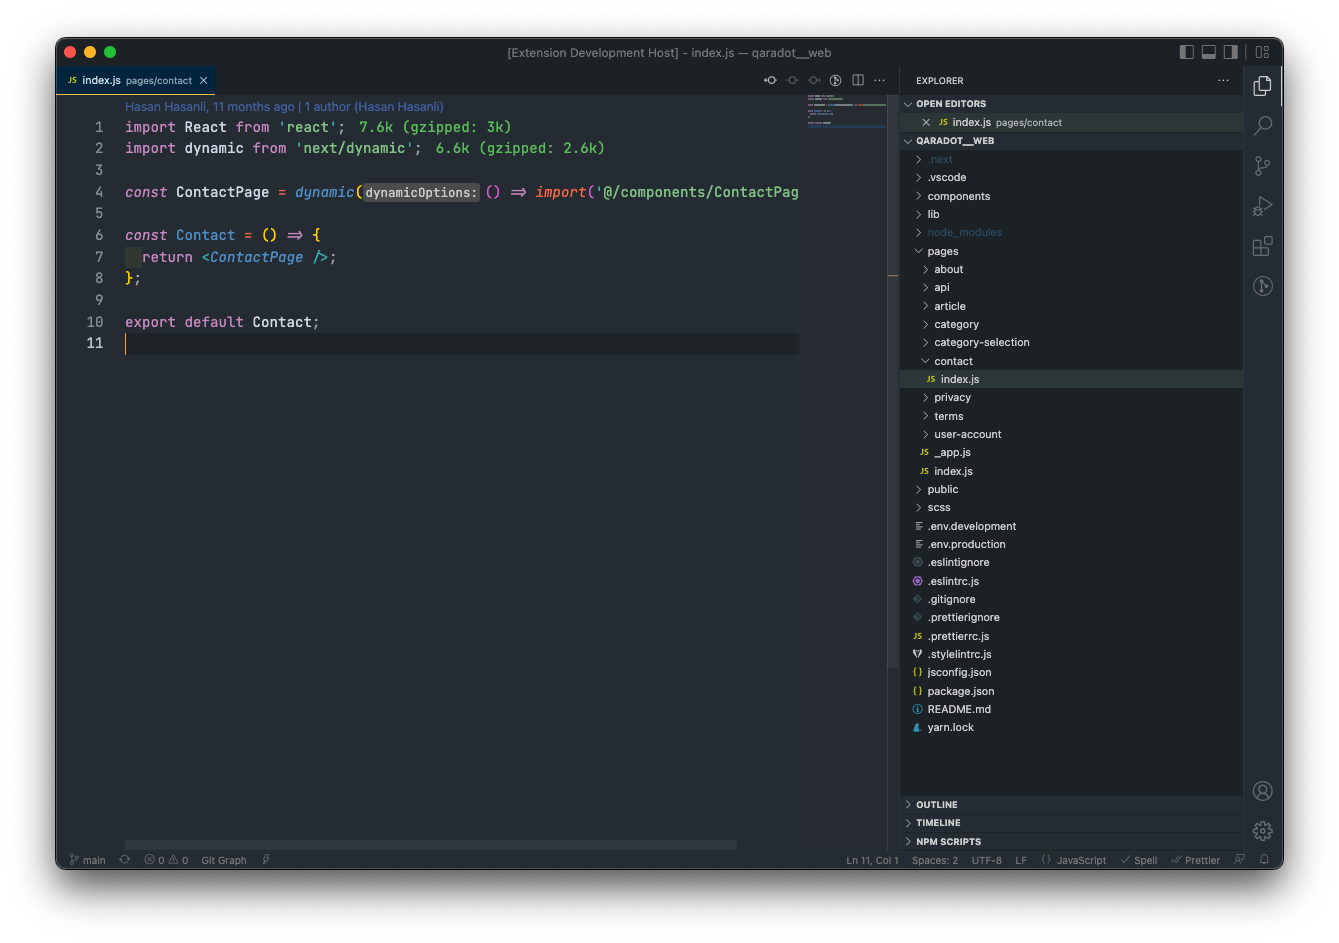 [Extension Development Host] - index.js — qaradot__web
JS index.js pages/contact
Hasan Hasanli, 11 months ago | 1 author (Hasan Hasanli)
1 import React from 'react'; 7.6k (gzipped: 3k)
2 import dynamic from 'next/dynamic'; 6.6k (gzipped: 2.6k)
3
4 const ContactPage = dynamic(dynamicOptions: () => import('@/components/ContactPag
5
6 const Contact = () => {
7 return <ContactPage />;
8 };
9
10 export default Contact;
11
EXPLORER
OPEN EDITORS
JS index.js pages/contact
QARADOT__WEB
.next
.vscode
components
lib
node_modules
pages
about
api
article
category
category-selection
contact
JS index.js
privacy
terms
user-account
JS _app.js
JS index.js
public
scss
.env.development
.env.production
.eslintignore
.eslintrc.js
.gitignore
.prettierignore
JS .prettierrc.js
.stylelintrc.js
{} jsconfig.json
{} package.json
README.md
yarn.lock
OUTLINE
TIMELINE
NPM SCRIPTS
main 0 0 Git Graph
Ln 11, Col 1 Spaces: 2 UTF-8 LF {} JavaScript Spell Prettier